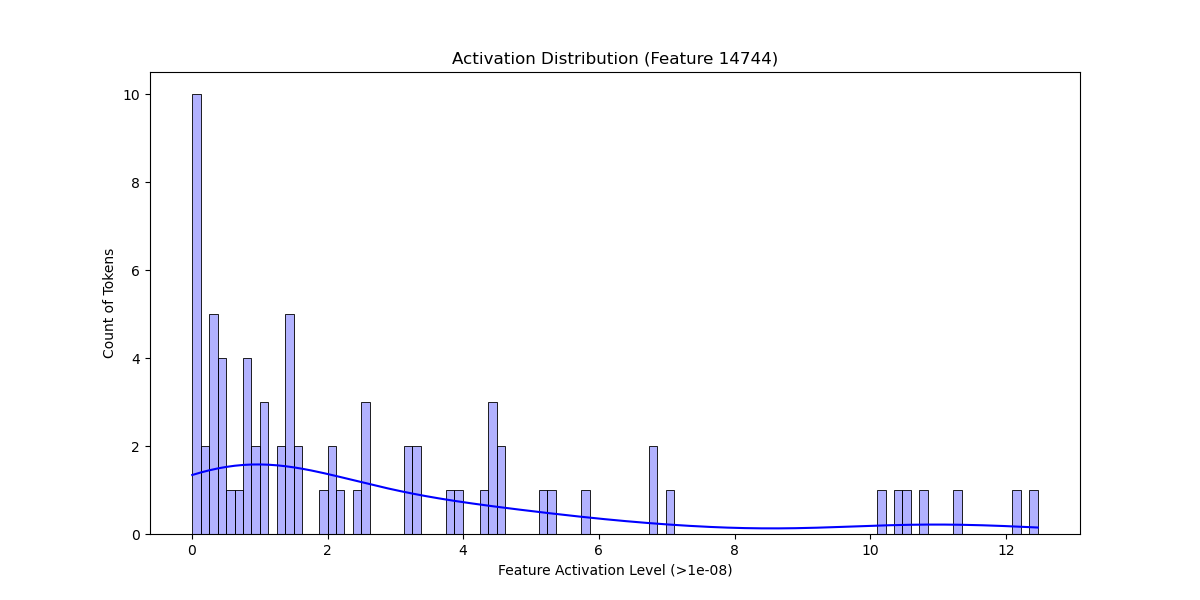 Activation Distribution (Feature 14744)
10
8
6
4
2
0
Count of Tokens
0 2 4 6 8 10 12
Feature Activation Level (>1e-08)